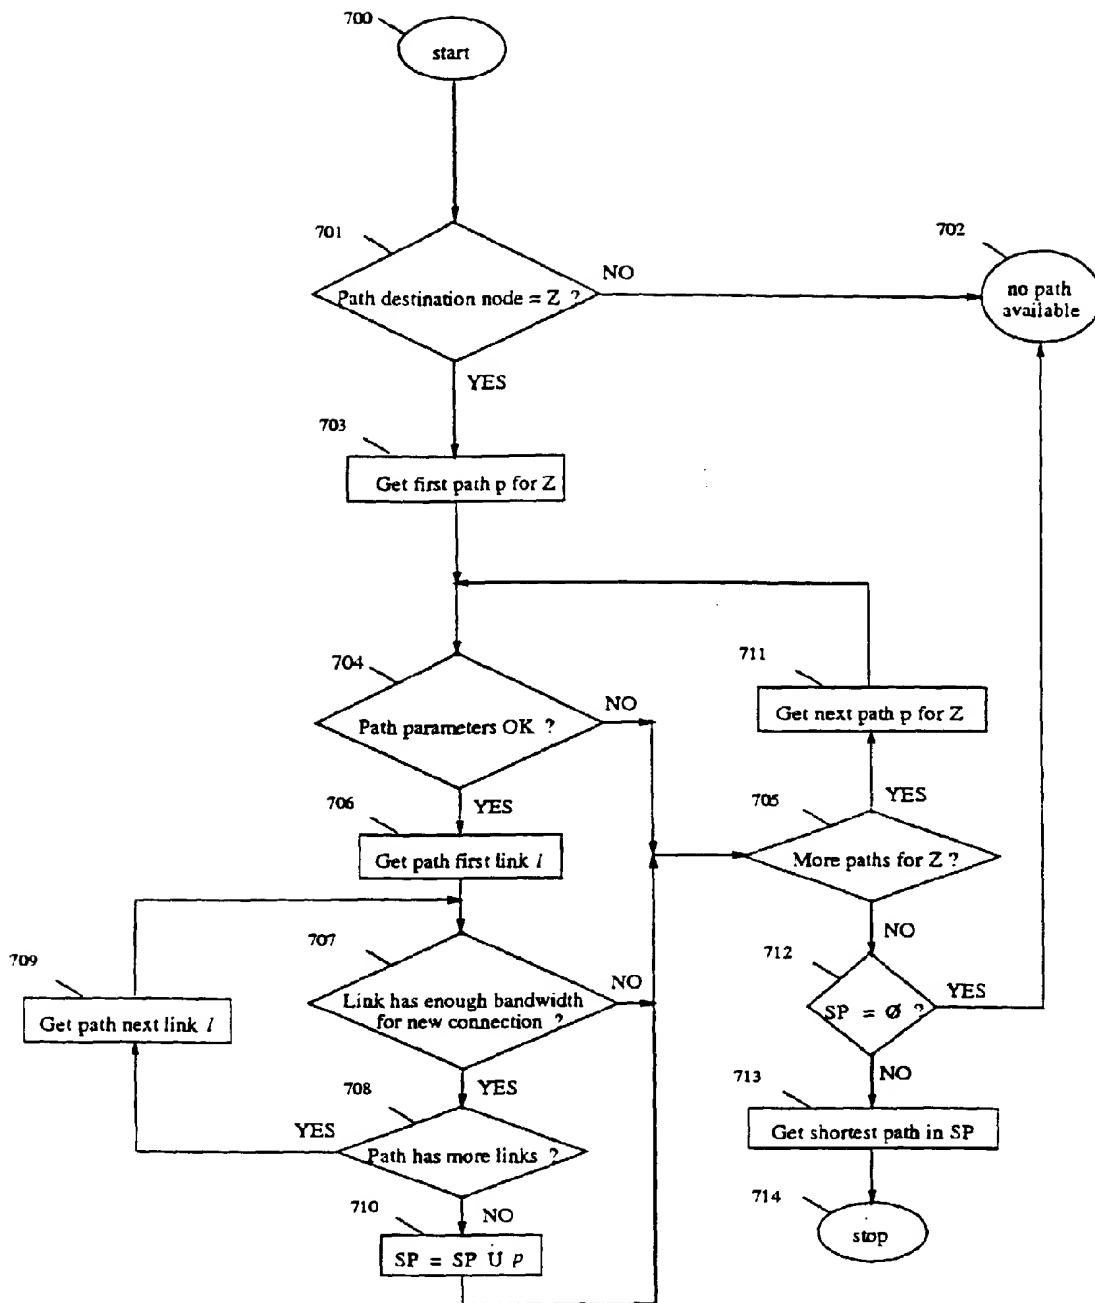 700
start
701
Path destination node = Z ?
NO
702
no path
available
YES
703
Get first path p for Z
704
Path parameters OK ?
NO
711
Get next path p for Z
YES
706
Get path first link l
705
YES
More paths for Z ?
NO
707
Link has enough bandwidth
for new connection ?
NO
709
Get path next link l
712
SP = Ø ?
YES
YES
708
YES
Path has more links ?
NO
713
Get shortest path in SP
710
NO
SP = SP U p
714
stop